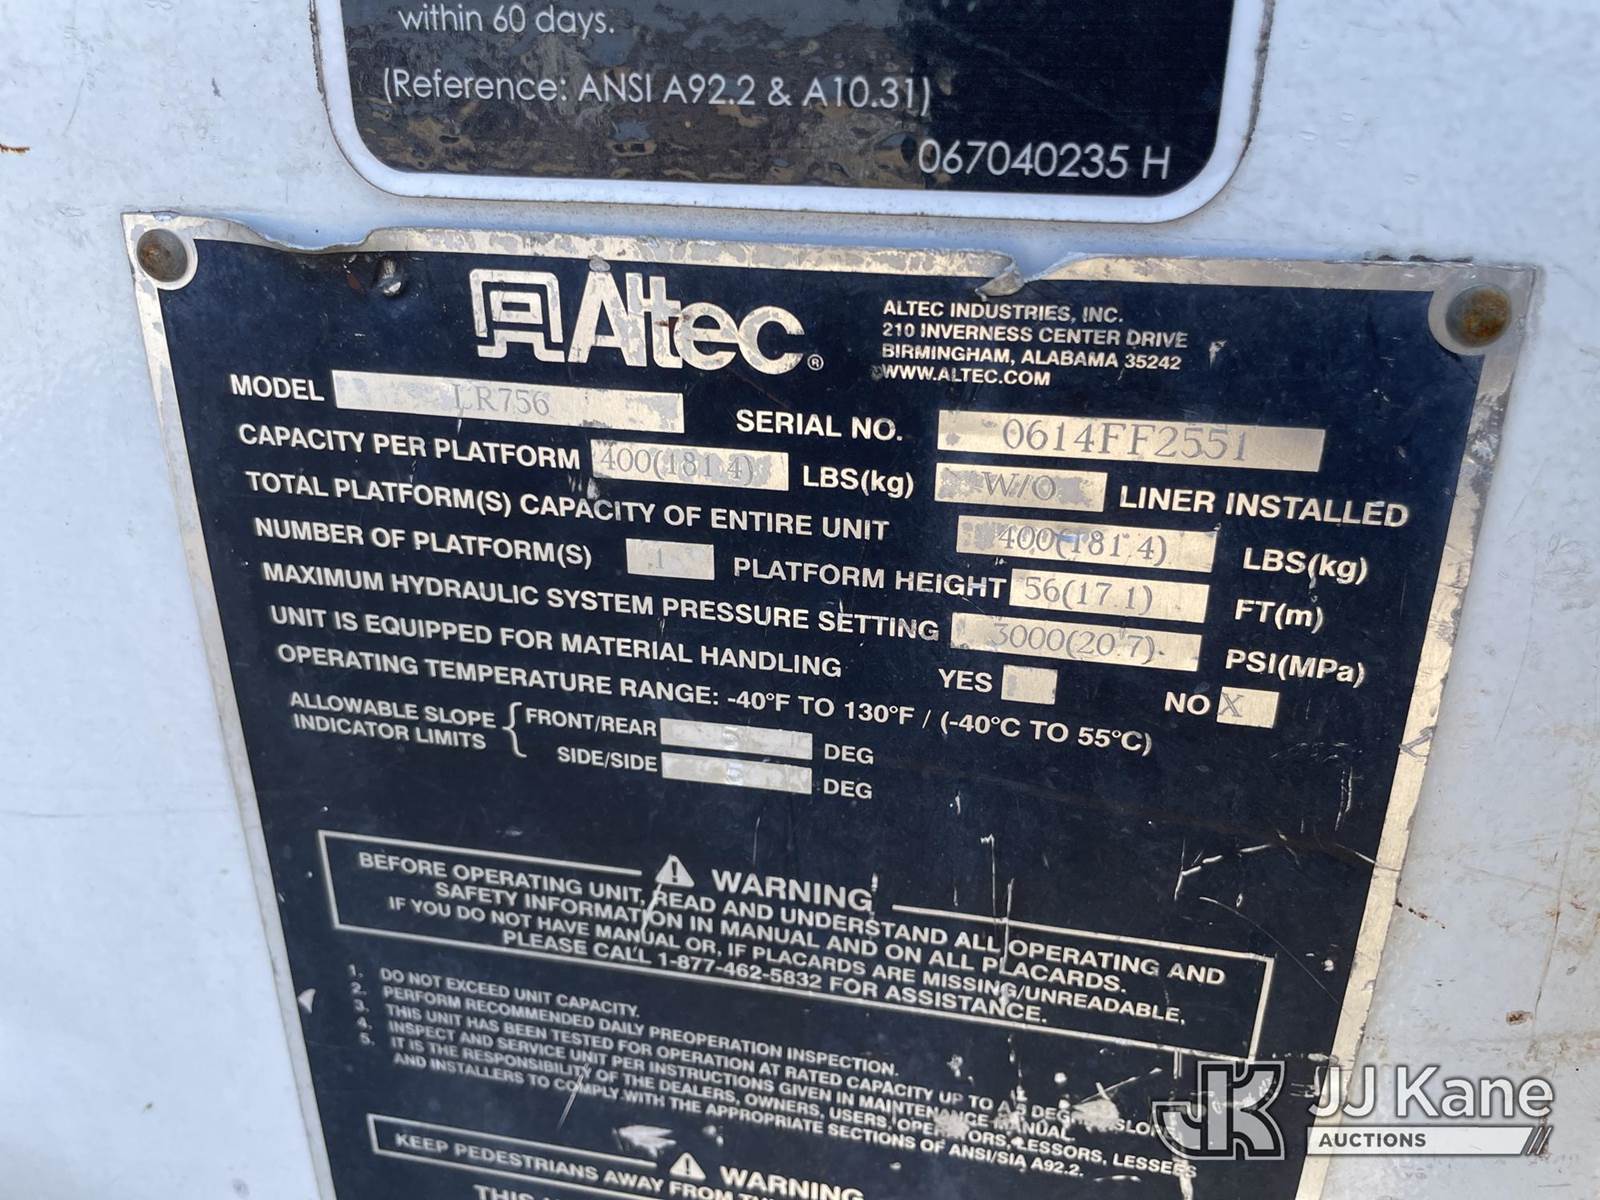 within 60 days.
(Reference: ANSI A92.2 & A10.31)
067040235 H
Altec®
ALTEC INDUSTRIES, INC.
210 INVERNESS CENTER DRIVE
BIRMINGHAM, ALABAMA 35242
WWW.ALTEC.COM
MODEL LR756 SERIAL NO. 0614FF2551
CAPACITY PER PLATFORM 400(181.4) LBS(kg) W/O LINER INSTALLED
TOTAL PLATFORM(S) CAPACITY OF ENTIRE UNIT 400(181.4) LBS(kg)
NUMBER OF PLATFORM(S) 1 PLATFORM HEIGHT 56(17.1) FT(m)
MAXIMUM HYDRAULIC SYSTEM PRESSURE SETTING 3000(20.7) PSI(MPa)
UNIT IS EQUIPPED FOR MATERIAL HANDLING YES NO X
OPERATING TEMPERATURE RANGE: -40°F TO 130°F / (-40°C TO 55°C)
ALLOWABLE SLOPE INDICATOR LIMITS { FRONT/REAR 5 DEG
SIDE/SIDE 5 DEG
WARNING
BEFORE OPERATING UNIT, READ AND UNDERSTAND ALL OPERATING AND
SAFETY INFORMATION IN MANUAL AND ON ALL PLACARDS.
IF YOU DO NOT HAVE MANUAL OR, IF PLACARDS ARE MISSING/UNREADABLE,
PLEASE CALL 1-877-462-5832 FOR ASSISTANCE.
1. DO NOT EXCEED UNIT CAPACITY.
2. PERFORM RECOMMENDED DAILY PREOPERATION INSPECTION.
3. THIS UNIT HAS BEEN TESTED FOR OPERATION AT RATED CAPACITY UP TO A 5 DEG SLOPE
4. INSPECT AND SERVICE UNIT PER INSTRUCTIONS GIVEN IN MAINTENANCE MANUAL.
5. IT IS THE RESPONSIBILITY OF THE DEALERS, OWNERS, USERS, OPERATORS, LESSORS, LESSEES
AND INSTALLERS TO COMPLY WITH THE APPROPRIATE SECTIONS OF ANSI/SIA A92.2.
WARNING
KEEP PEDESTRIANS AWAY FROM
THIS
JK JJ Kane
AUCTIONS